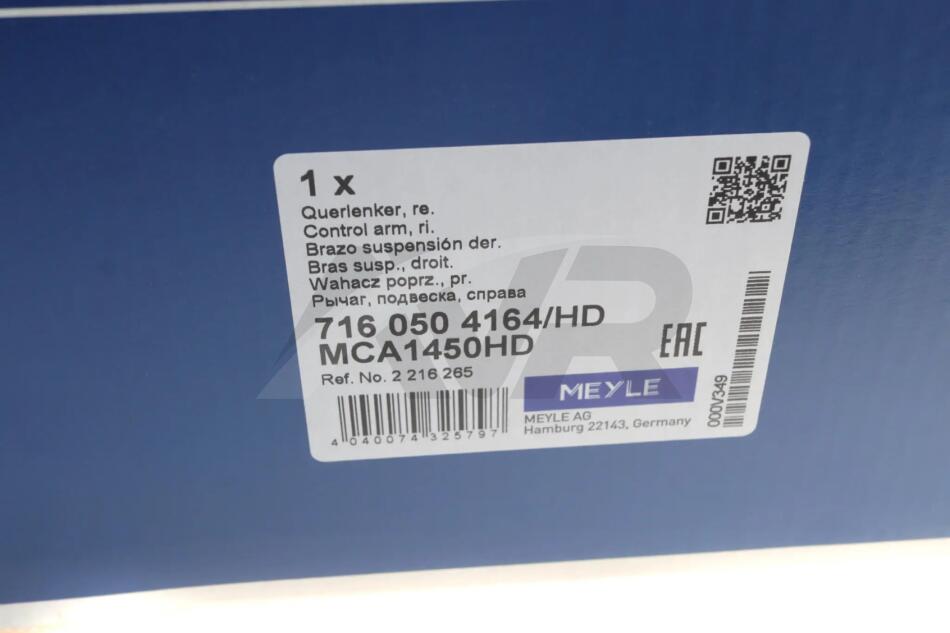 1 x
Querlenker, re.
Control arm, ri.
Brazo suspensión der.
Bras susp., droit.
Wahacz poprz., pr.
Рычаг, подвеска, справа
716 050 4164/HD
MCA1450HD
Ref. No. 2 216 265
4 040074 325797
EAC
MEYLE
MEYLE AG
Hamburg 22143, Germany
000V349